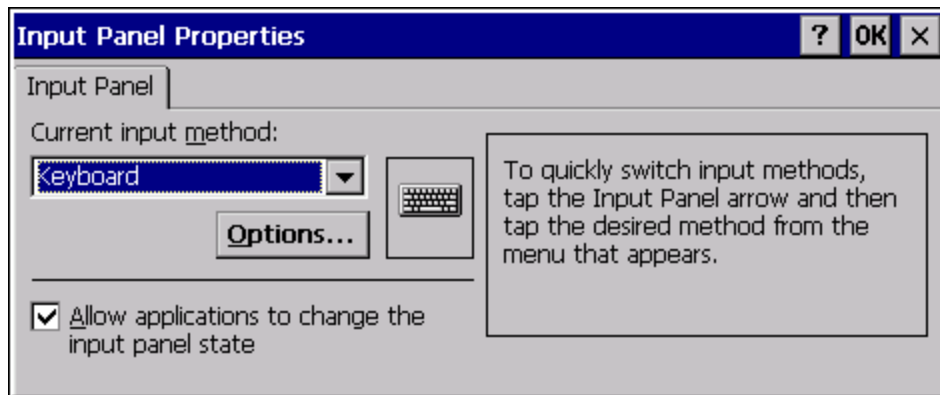 Input Panel Properties
? OK ×
Input Panel
Current input method:
Keyboard
Options...
To quickly switch input methods,
tap the Input Panel arrow and then
tap the desired method from the
menu that appears.
Allow applications to change the
input panel state